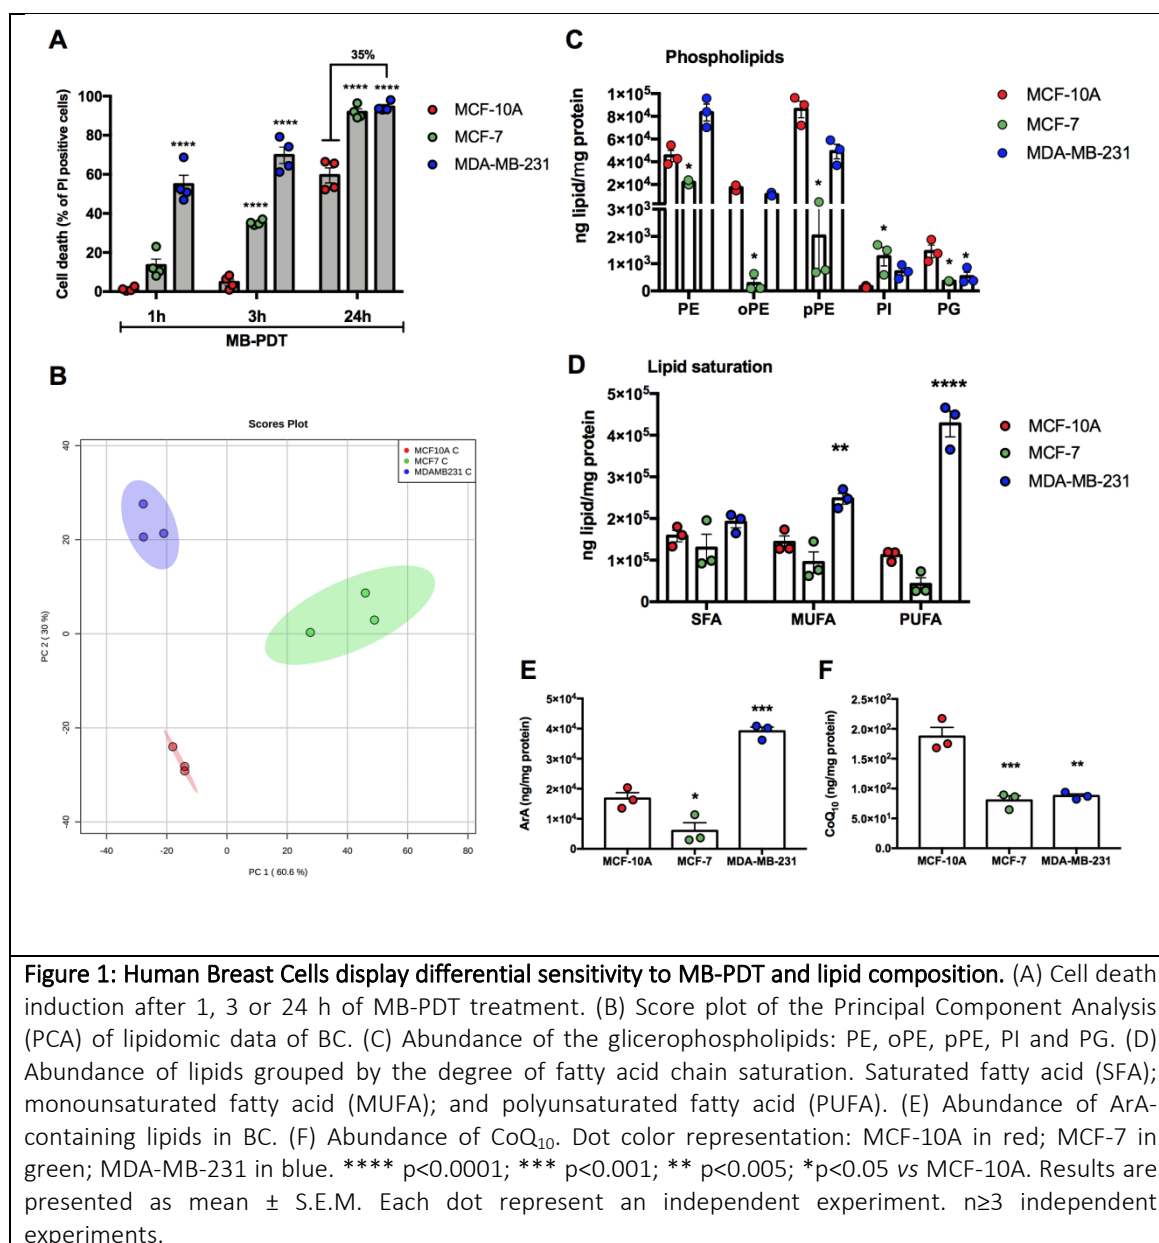 A
35%
****
****
****
****
****
MCF-10A
MCF-7
MDA-MB-231
Cell death (% of PI positive cells)
100
80
60
40
20
0
1h
3h
24h
MB-PDT
B
Scores Plot
MCF10A C
MCF7 C
MDAMB231 C
PC 2 ( 30 %)
40
20
0
-20
-40
-40
-20
0
20
40
60
80
PC 1 ( 60.6 %)
C
Phospholipids
MCF-10A
MCF-7
MDA-MB-231
ng lipid/mg protein
1×10⁵
8×10⁴
6×10⁴
4×10⁴
2×10⁴
3×10³
2×10³
1×10³
0
*
*
*
*
*
*
PE
oPE
pPE
PI
PG
D
Lipid saturation
****
**
MCF-10A
MCF-7
MDA-MB-231
ng lipid/mg protein
5×10⁵
4×10⁵
3×10⁵
2×10⁵
1×10⁵
0
SFA
MUFA
PUFA
E
ArA (ng/mg protein)
5×10⁴
4×10⁴
3×10⁴
2×10⁴
1×10⁴
0
*
***
MCF-10A
MCF-7
MDA-MB-231
F
CoQ₁₀ (ng/mg protein)
2.5×10²
2.0×10²
1.5×10²
1.0×10²
5.0×10¹
0.0
***
**
MCF-10A
MCF-7
MDA-MB-231
Figure 1: Human Breast Cells display differential sensitivity to MB-PDT and lipid composition. (A) Cell death
induction after 1, 3 or 24 h of MB-PDT treatment. (B) Score plot of the Principal Component Analysis
(PCA) of lipidomic data of BC. (C) Abundance of the glicerophospholipids: PE, oPE, pPE, PI and PG. (D)
Abundance of lipids grouped by the degree of fatty acid chain saturation. Saturated fatty acid (SFA);
monounsaturated fatty acid (MUFA); and polyunsaturated fatty acid (PUFA). (E) Abundance of ArA-
containing lipids in BC. (F) Abundance of CoQ₁₀. Dot color representation: MCF-10A in red; MCF-7 in
green; MDA-MB-231 in blue. **** p<0.0001; *** p<0.001; ** p<0.005; *p<0.05 vs MCF-10A. Results are
presented as mean ± S.E.M. Each dot represent an independent experiment. n≥3 independent
experiments.